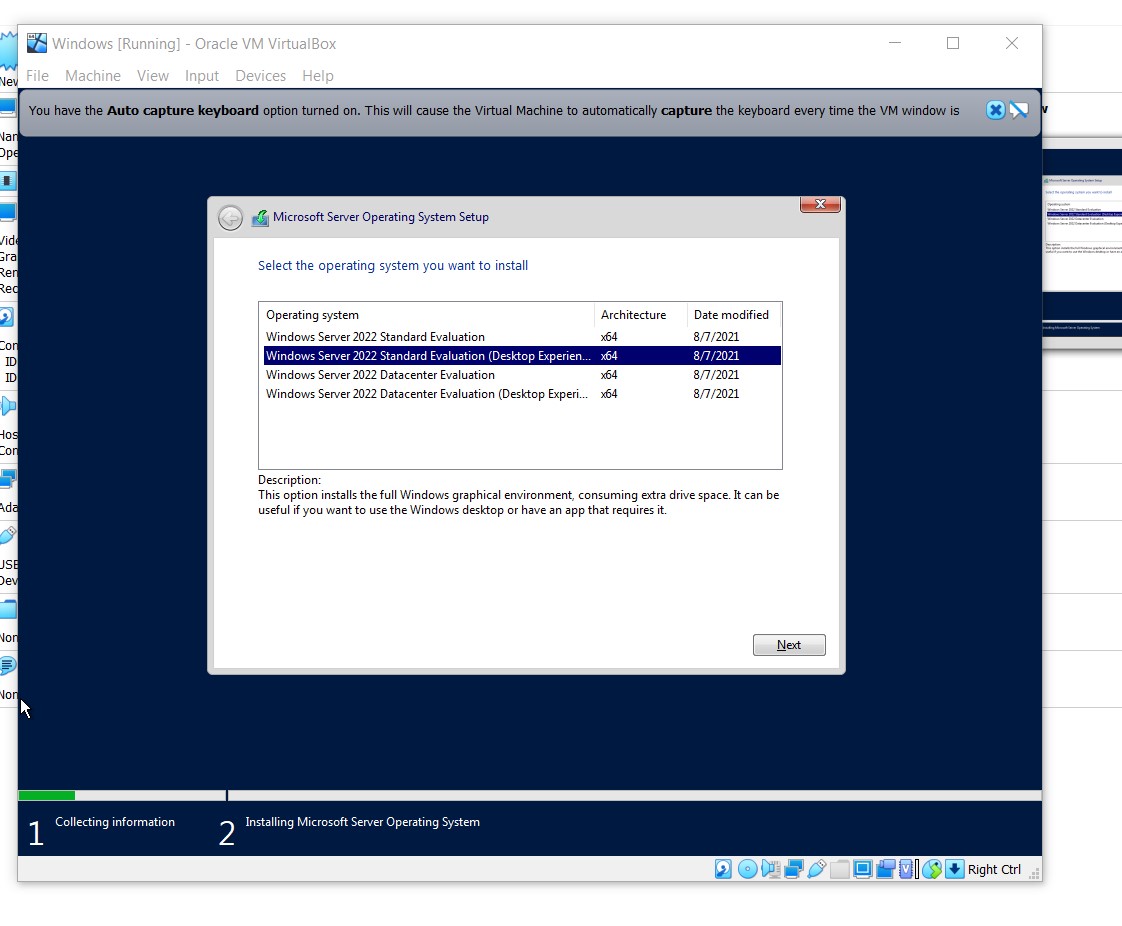 Windows [Running] - Oracle VM VirtualBox
File Machine View Input Devices Help
You have the Auto capture keyboard option turned on. This will cause the Virtual Machine to automatically capture the keyboard every time the VM window is
Microsoft Server Operating System Setup
Select the operating system you want to install
Operating system Architecture Date modified
Windows Server 2022 Standard Evaluation x64 8/7/2021
Windows Server 2022 Standard Evaluation (Desktop Experien... x64 8/7/2021
Windows Server 2022 Datacenter Evaluation x64 8/7/2021
Windows Server 2022 Datacenter Evaluation (Desktop Experi... x64 8/7/2021
Description:
This option installs the full Windows graphical environment, consuming extra drive space. It can be
useful if you want to use the Windows desktop or have an app that requires it.
Next
1 Collecting information 2 Installing Microsoft Server Operating System
Right Ctrl